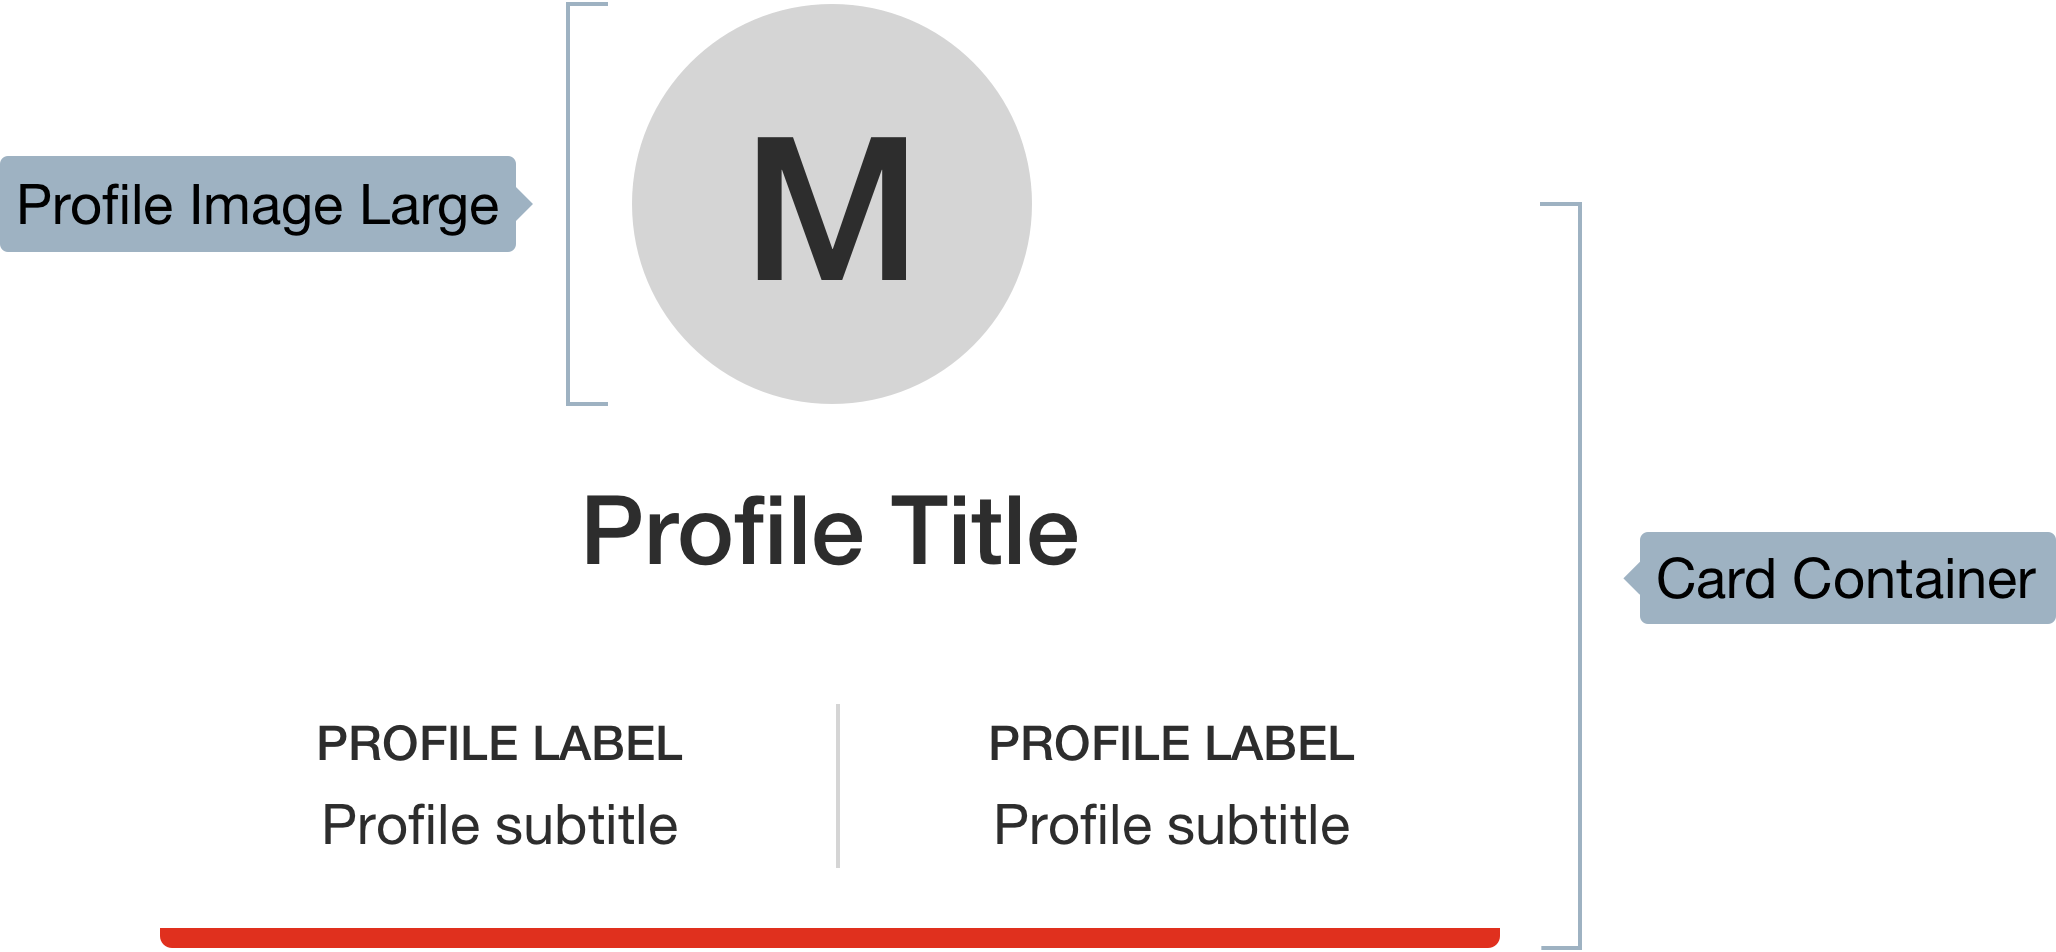 M
Profile Image Large
Profile Title
Card Container
PROFILE LABEL
PROFILE LABEL
Profile subtitle
Profile subtitle